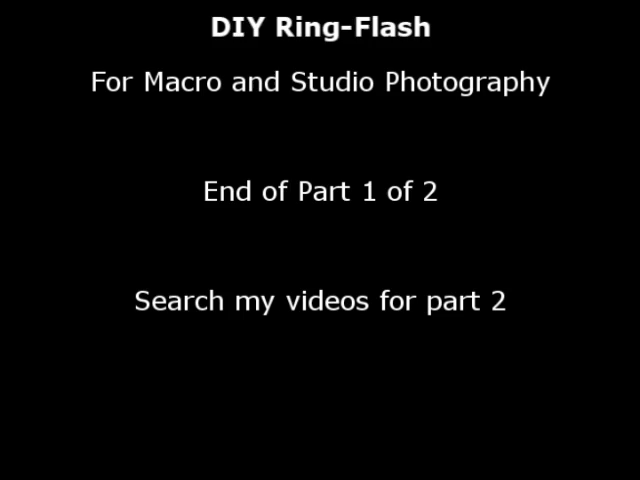 DIY Ring-Flash
For Macro and Studio Photography
End of Part 1 of 2
Search my videos for part 2